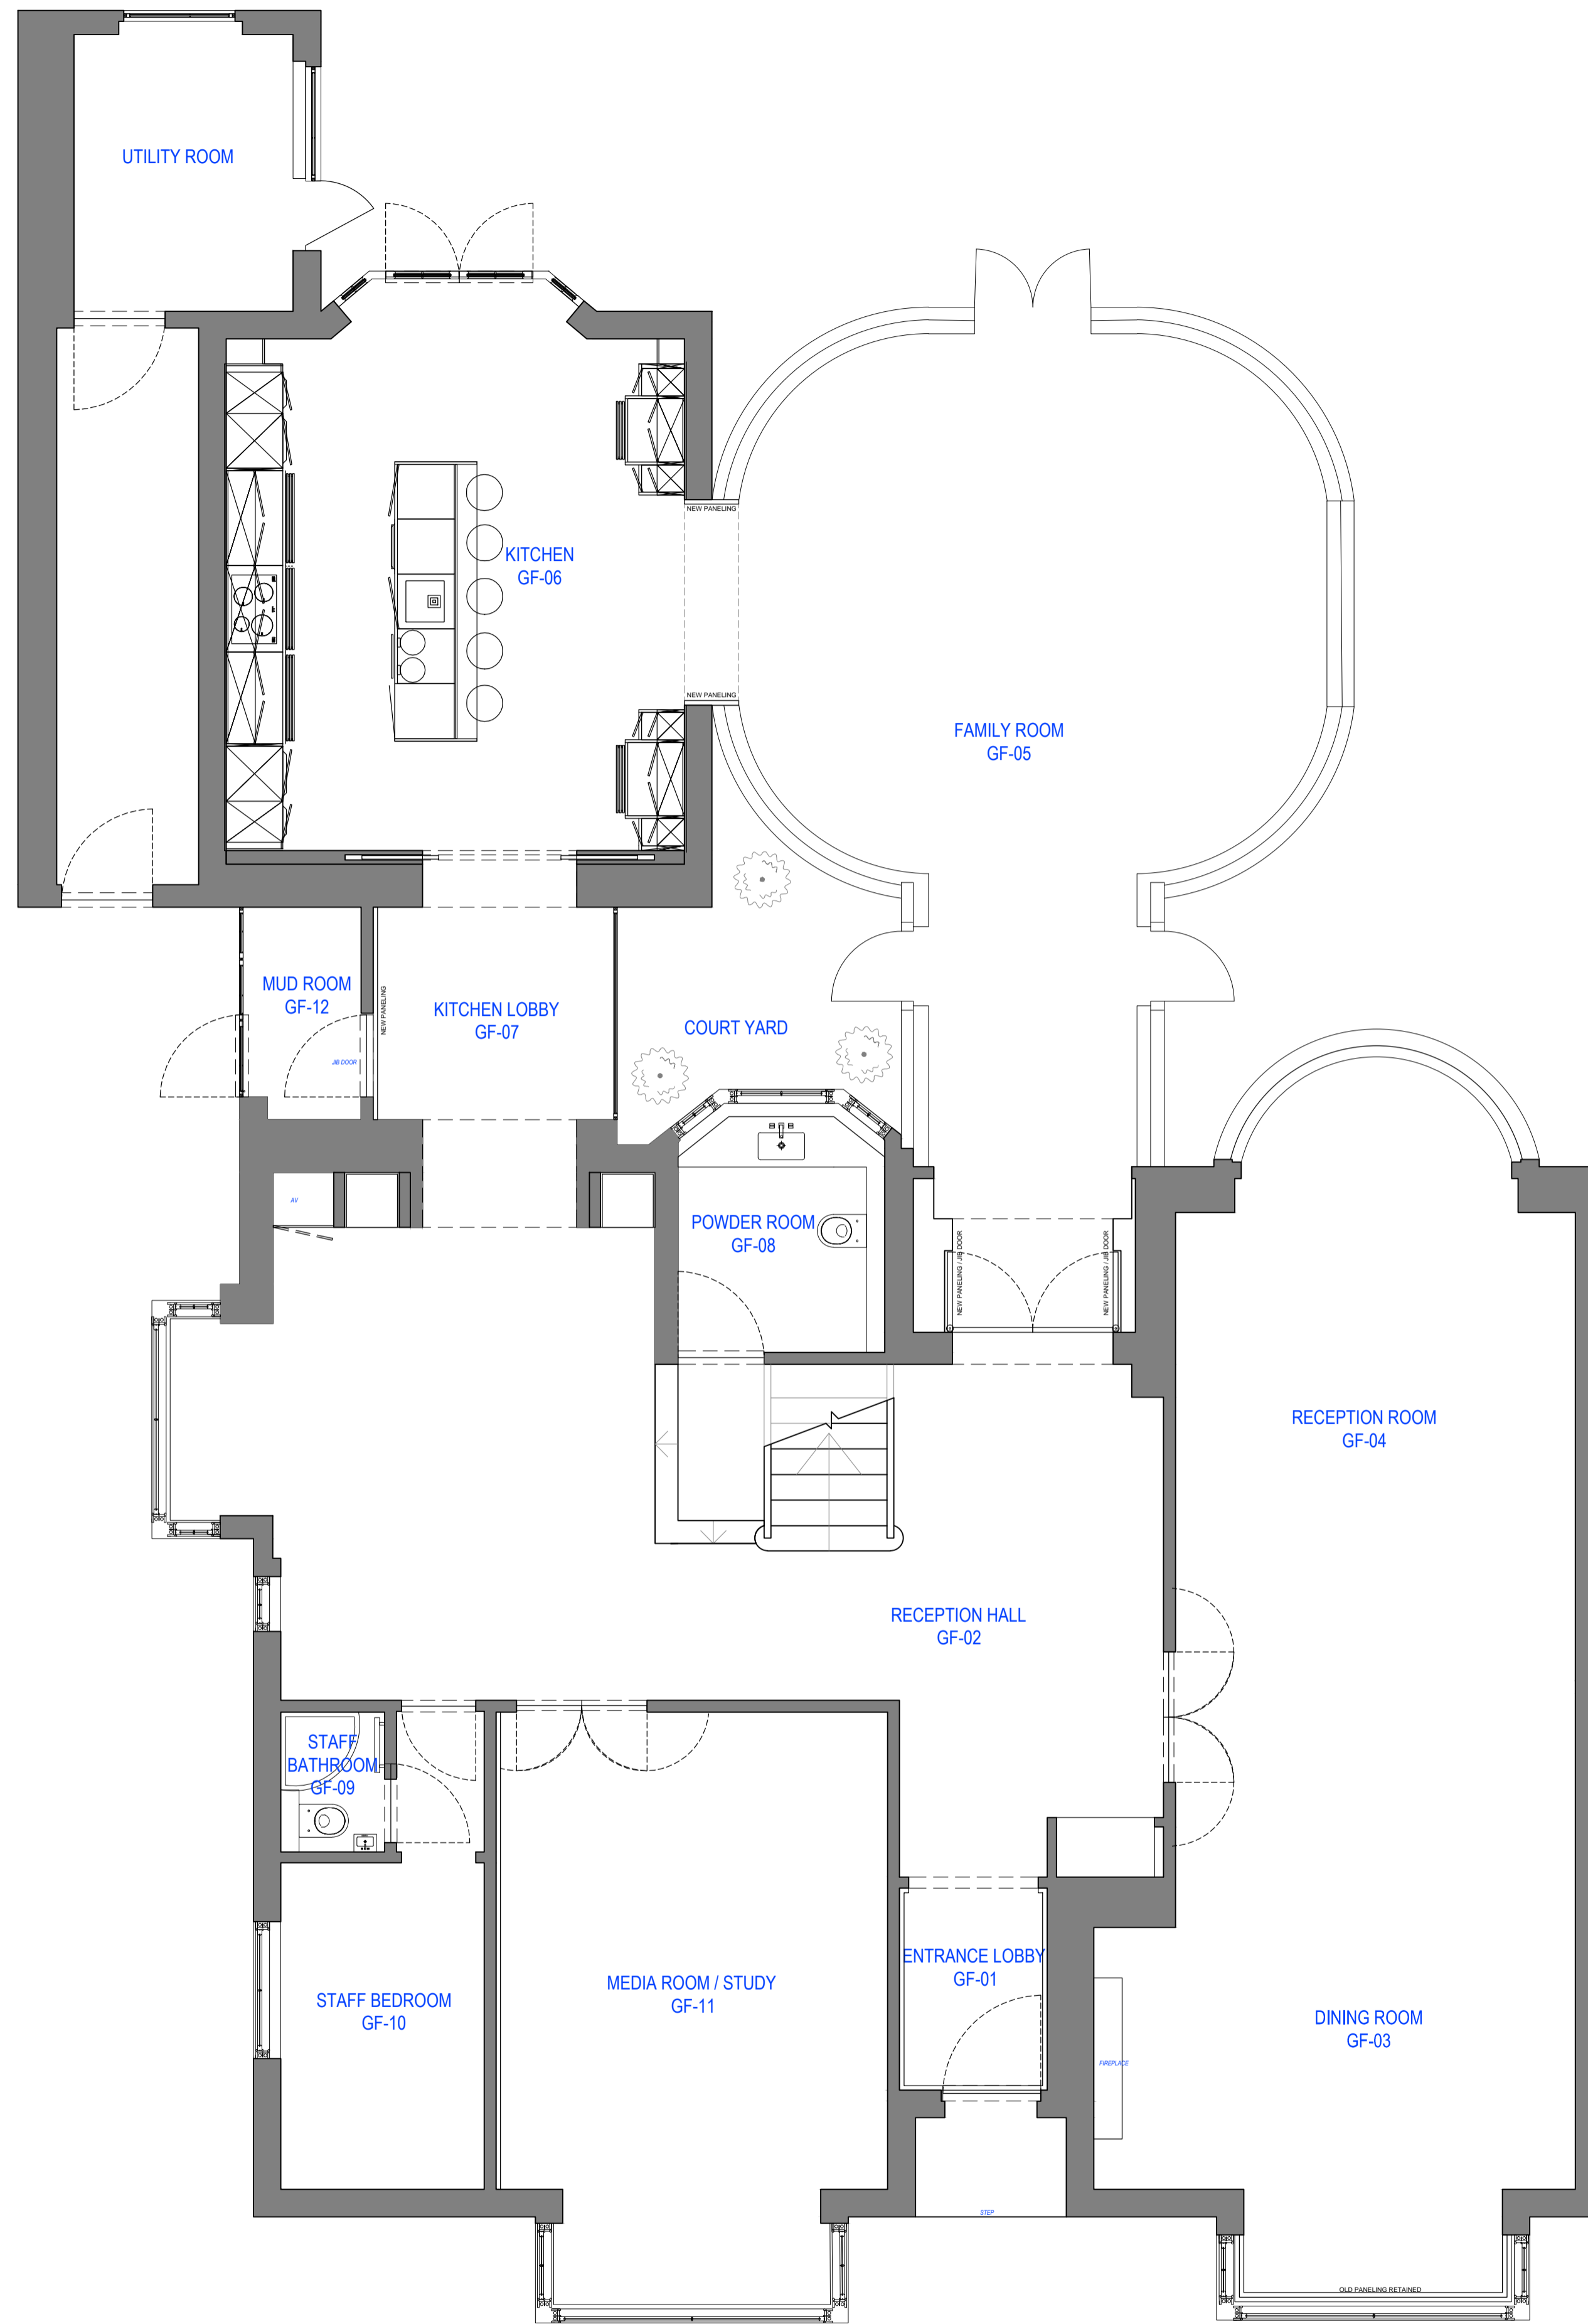 UTILITY ROOM
NEW PANELING
KITCHEN
GF-06
NEW PANELING
FAMILY ROOM
GF-05
MUD ROOM
GF-12
JIB DOOR
NEW PANELING
KITCHEN LOBBY
GF-07
COURT YARD
AV
POWDER ROOM
GF-08
NEW PANELING / JIB DOOR
NEW PANELING / JIB DOOR
RECEPTION ROOM
GF-04
RECEPTION HALL
GF-02
STAFF
BATHROOM
GF-09
STAFF BEDROOM
GF-10
MEDIA ROOM / STUDY
GF-11
ENTRANCE LOBBY
GF-01
DINING ROOM
GF-03
FIREPLACE
STEP
OLD PANELING RETAINED